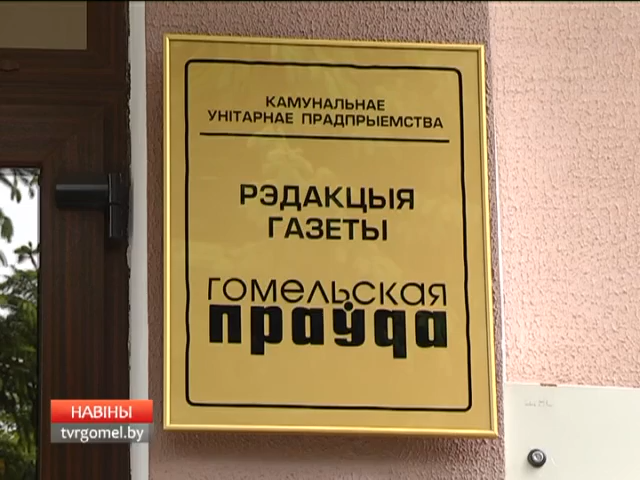 КАМУНАЛЬНАЕ
УНІТАРНАЕ ПРАДПРЫЕМСТВА
РЭДАКЦЫЯ
ГАЗЕТЫ
гомельская
праўда
НАВІНЫ
tvrgomel.by